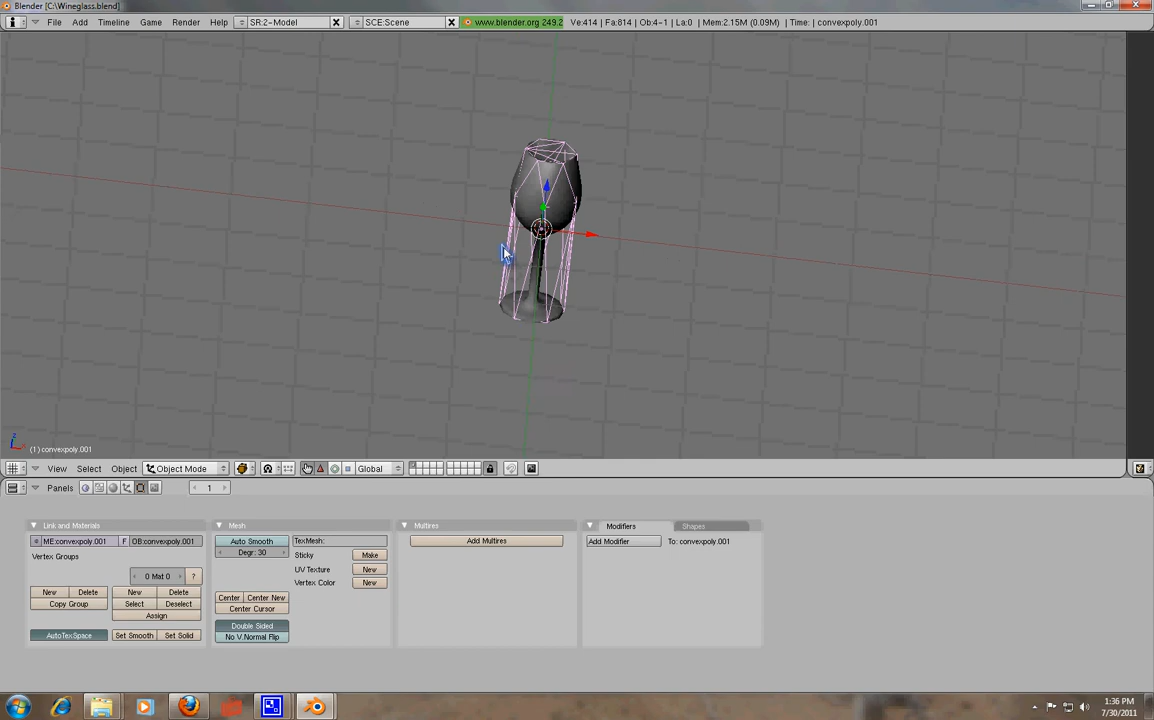 Blender [C:\Wineglass.blend]
File Add Timeline Game Render SR:2-Model SCE:Scene www.blender.org 249.2 Ve:414 | Fa:814 | Ob:4-1 | La:0 | Mem:2.15M (0.09M) | Time: | convexpoly.001
z
(1) convexpoly.001
View Select Object Object Mode Global
Panels 1
Link and Materials Mesh Multires Modifiers Shapes
ME:convexpoly.001 F OB:convexpoly.001 Auto Smooth TexMesh: Add Multires Add Modifier To: convexpoly.001
Degr: 30
Vertex Groups Sticky Make
UV Texture New
0 Mat 0 ? Vertex Color New
New Delete New Delete Center Center New
Copy Group Select Deselect Center Cursor
Assign
Double Sided
AutoTexSpace Set Smooth Set Solid No V.Normal Flip
1:36 PM
7/30/2011